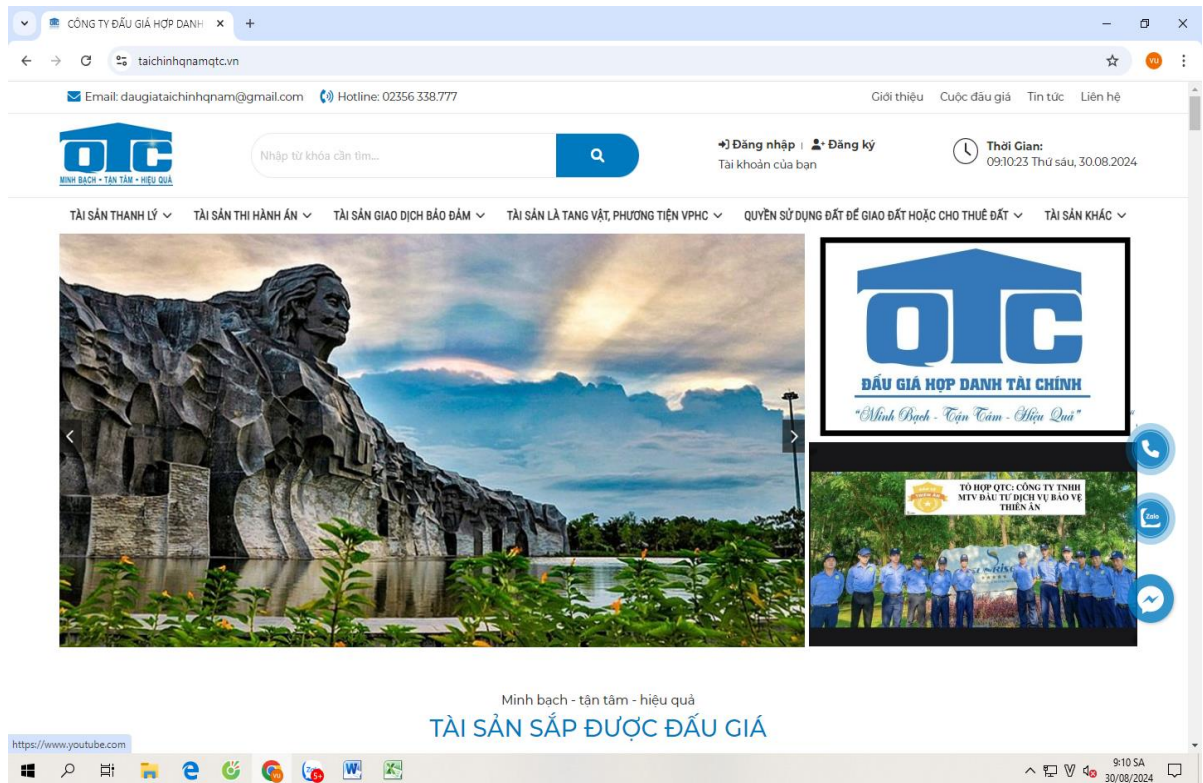 CÔNG TY ĐẤU GIÁ HỢP DANH
taichinhqnamqtc.vn
VU
Email: daugiataichinhqnam@gmail.com Hotline: 02356 338.777
Giới thiệu Cuộc đấu giá Tin tức Liên hệ
QTC
MINH BẠCH - TẬN TÂM - HIỆU QUẢ
Nhập từ khóa cần tìm...
Đăng nhập | Đăng ký
Tài khoản của bạn
Thời Gian:
09:10:23 Thứ sáu, 30.08.2024
TÀI SẢN THANH LÝ TÀI SẢN THI HÀNH ÁN TÀI SẢN GIAO DỊCH BẢO ĐẢM TÀI SẢN LÀ TANG VẬT, PHƯƠNG TIỆN VPHC QUYỀN SỬ DỤNG ĐẤT ĐỂ GIAO ĐẤT HOẶC CHO THUÊ ĐẤT TÀI SẢN KHÁC
QTC
ĐẤU GIÁ HỢP DANH TÀI CHÍNH
"Minh Bạch - Tận Tâm - Hiệu Quả"
TỔ HỢP QTC: CÔNG TY TNHH
MTV ĐẦU TƯ DỊCH VỤ BẢO VỆ
THIÊN ÂN
Zalo
Minh bạch - tận tâm - hiệu quả
TÀI SẢN SẮP ĐƯỢC ĐẤU GIÁ
https://www.youtube.com
5+
9:10 SA
30/08/2024